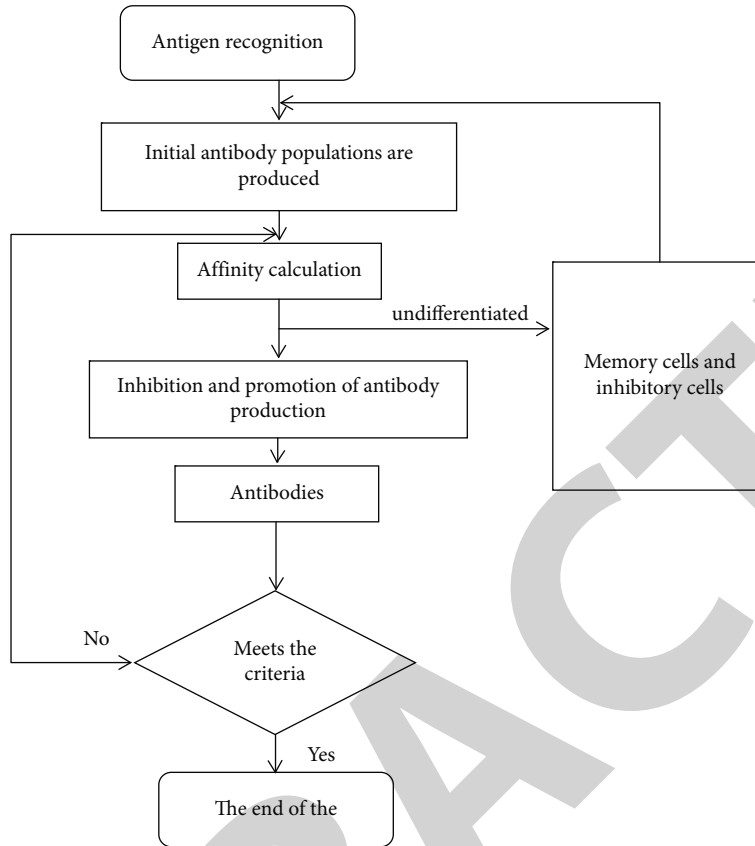 Antigen recognition
Initial antibody populations are
produced
Affinity calculation
undifferentiated
Memory cells and
inhibitory cells
Inhibition and promotion of antibody
production
Antibodies
No
Meets the
criteria
Yes
The end of the
RACT